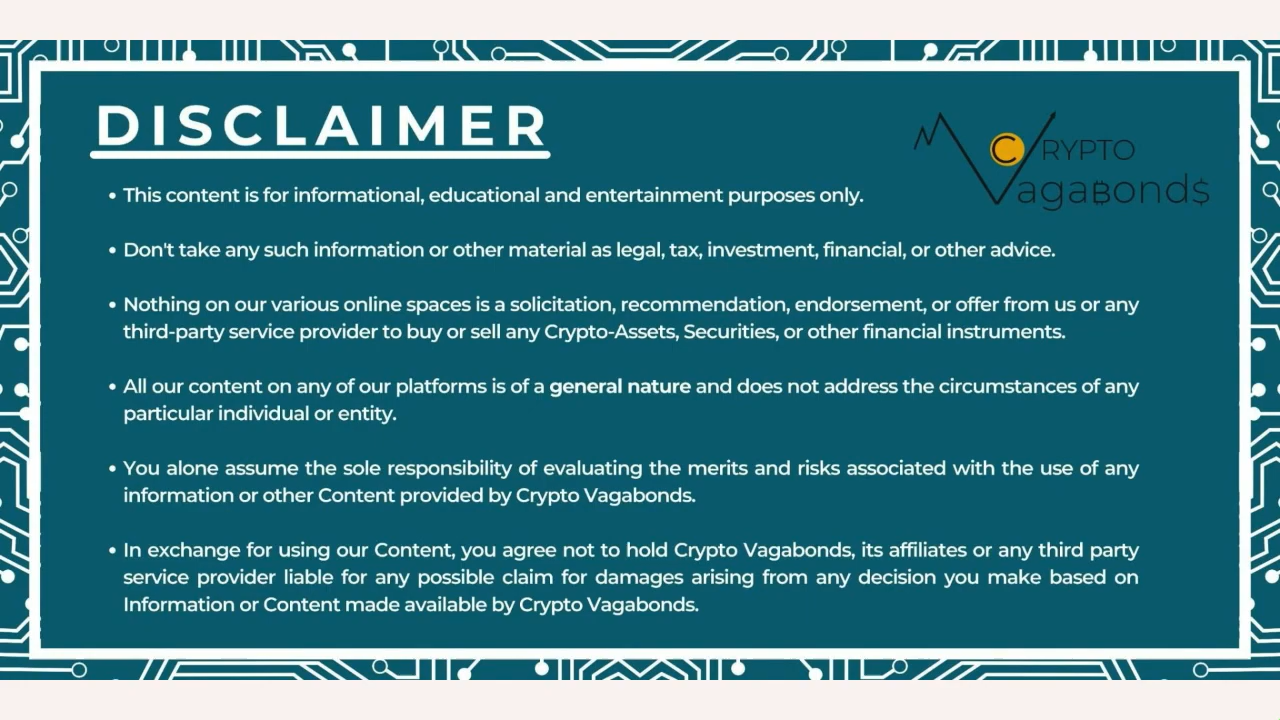 DISCLAIMER
CRYPTO
Vagabonds
• This content is for informational, educational and entertainment purposes only.
• Don't take any such information or other material as legal, tax, investment, financial, or other advice.
• Nothing on our various online spaces is a solicitation, recommendation, endorsement, or offer from us or any
third-party service provider to buy or sell any Crypto-Assets, Securities, or other financial instruments.
• All our content on any of our platforms is of a general nature and does not address the circumstances of any
particular individual or entity.
• You alone assume the sole responsibility of evaluating the merits and risks associated with the use of any
information or other Content provided by Crypto Vagabonds.
• In exchange for using our Content, you agree not to hold Crypto Vagabonds, its affiliates or any third party
service provider liable for any possible claim for damages arising from any decision you make based on
Information or Content made available by Crypto Vagabonds.